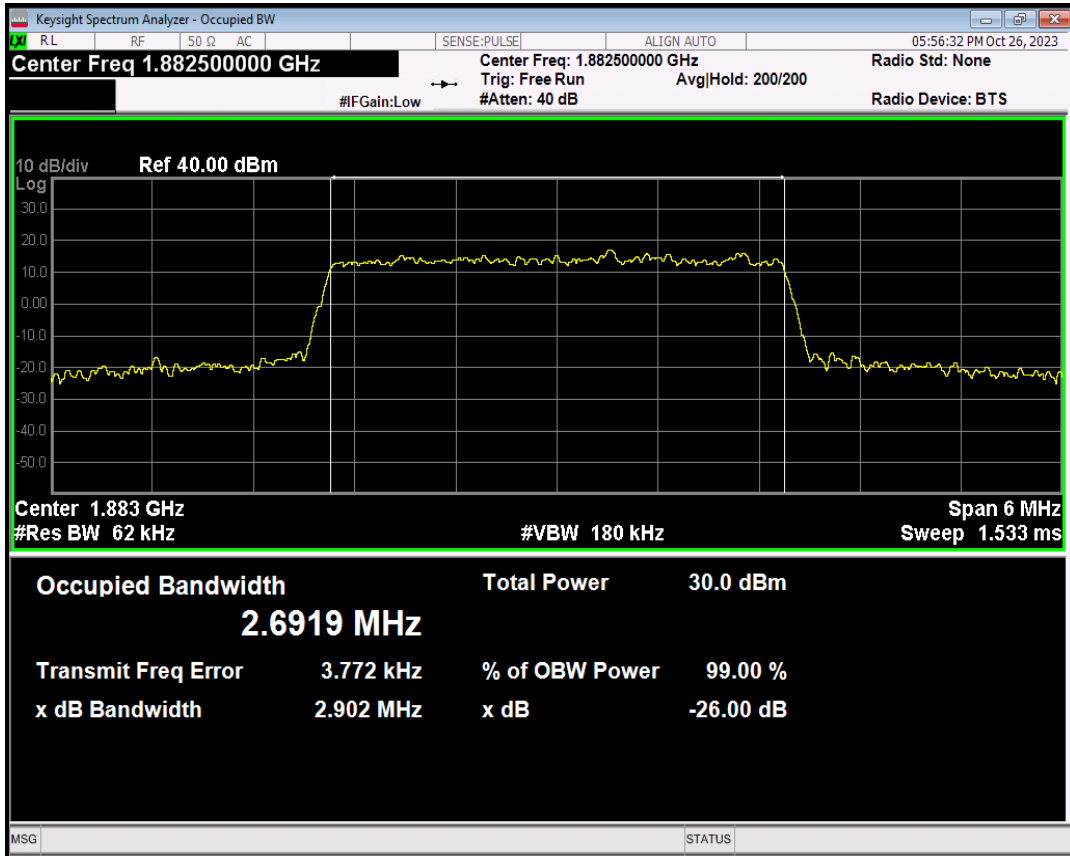 Keysight Spectrum Analyzer - Occupied BW
LXI RL RF 50 Ω AC SENSE:PULSE ALIGN AUTO 05:56:32 PM Oct 26, 2023
Center Freq 1.882500000 GHz Center Freq: 1.882500000 GHz Radio Std: None
Trig: Free Run Avg|Hold: 200/200
#IFGain:Low #Atten: 40 dB Radio Device: BTS
10 dB/div Ref 40.00 dBm
Log
30.0
20.0
10.0
0.00
-10.0
-20.0
-30.0
-40.0
-50.0
Center 1.883 GHz Span 6 MHz
#Res BW 62 kHz #VBW 180 kHz Sweep 1.533 ms
Occupied Bandwidth Total Power 30.0 dBm
2.6919 MHz
Transmit Freq Error 3.772 kHz % of OBW Power 99.00 %
x dB Bandwidth 2.902 MHz x dB -26.00 dB
MSG STATUS